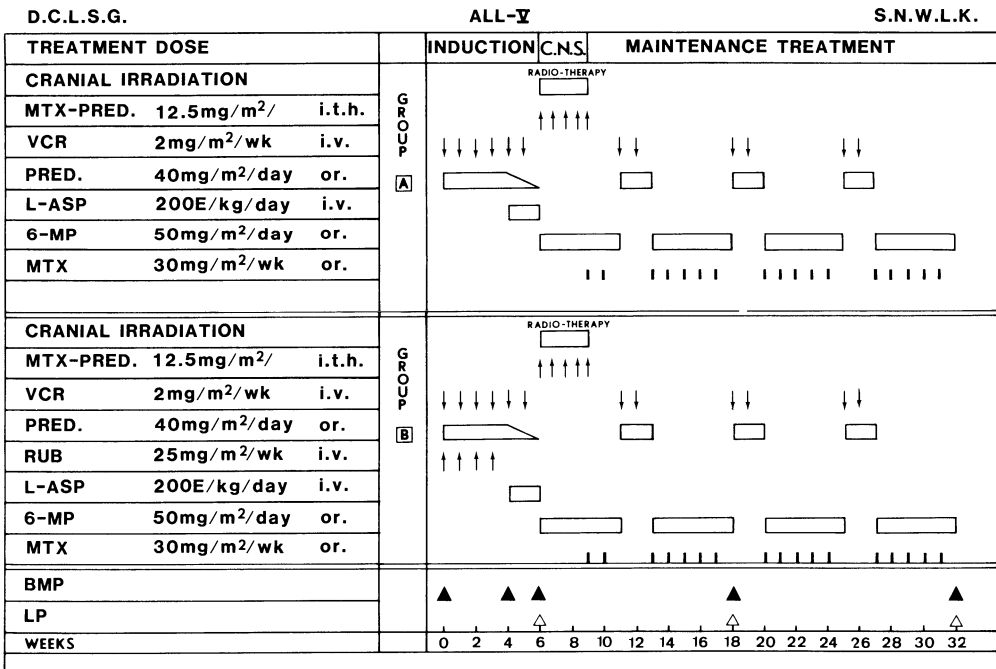 D.C.L.S.G. ALL-V S.N.W.L.K.
TREATMENT DOSE INDUCTION C.N.S. MAINTENANCE TREATMENT
CRANIAL IRRADIATION RADIO-THERAPY
MTX-PRED. 12.5mg/m²/ i.t.h.
VCR 2mg/m²/wk i.v.
PRED. 40mg/m²/day or.
L-ASP 200E/kg/day i.v.
6-MP 50mg/m²/day or.
MTX 30mg/m²/wk or.
GROUP A
CRANIAL IRRADIATION RADIO-THERAPY
MTX-PRED. 12.5mg/m²/ i.t.h.
VCR 2mg/m²/wk i.v.
PRED. 40mg/m²/day or.
RUB 25mg/m²/wk i.v.
L-ASP 200E/kg/day i.v.
6-MP 50mg/m²/day or.
MTX 30mg/m²/wk or.
GROUP B
BMP
LP
WEEKS 0 2 4 6 8 10 12 14 16 18 20 22 24 26 28 30 32